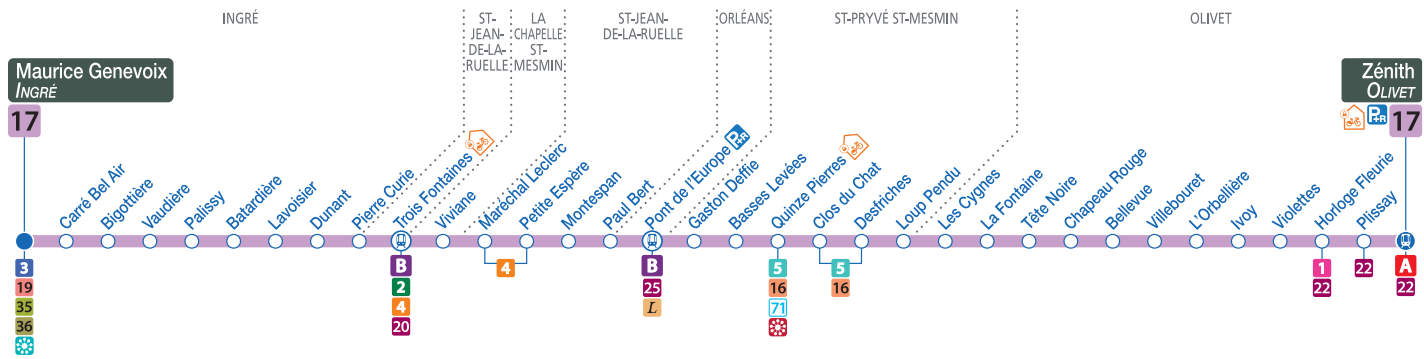 INGRÉ
ST-
JEAN-
DE-LA-
RUELLE
LA
CHAPELLE
ST-
MESMIN
ST-JEAN-
DE-LA-RUELLE
ORLÉANS
ST-PRYVÉ ST-MESMIN
OLIVET
Maurice Genevoix
INGRÉ
17
Zénith
OLIVET
P+R
17
Carré Bel Air
Bigottière
Vaudière
Palissy
Batardière
Lavoisier
Dunant
Pierre Curie
Trois Fontaines
Viviane
Maréchal Leclerc
Petite Espère
Montespan
Paul Bert
Pont de l'Europe P+R
Gaston Deffie
Basses Levées
Quinze Pierres
Clos du Chat
Desfriches
Loup Pendu
Les Cygnes
La Fontaine
Tête Noire
Chapeau Rouge
Bellevue
Villebouret
L'Orbellière
Ivoy
Violettes
Horloge Fleurie
Plissay
3
19
35
36
B
2
4
20
4
B
25
L
5
16
71
5
16
1
22
22
A
22